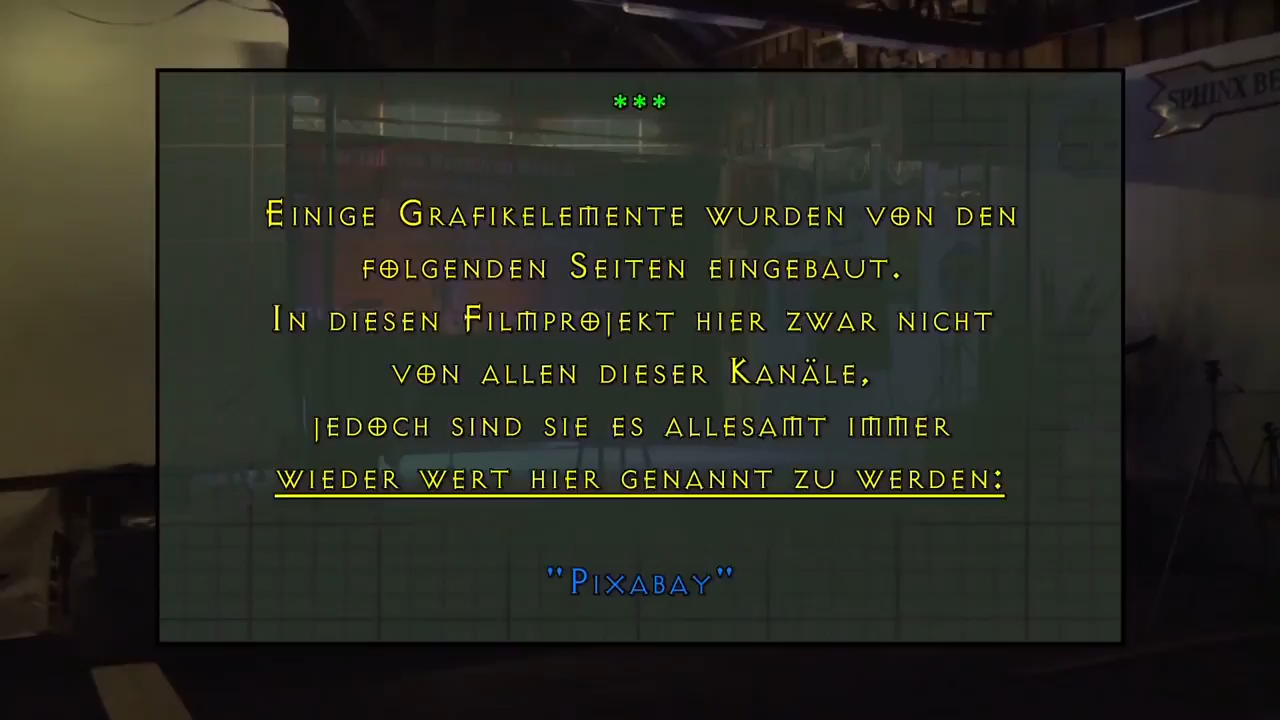 ***
Einige Grafikelemente wurden von den
folgenden Seiten eingebaut.
In diesen Filmprojekt hier zwar nicht
von allen dieser Kanäle,
jedoch sind sie es allesamt immer
wieder wert hier genannt zu werden:
"Pixabay"
SPHINX